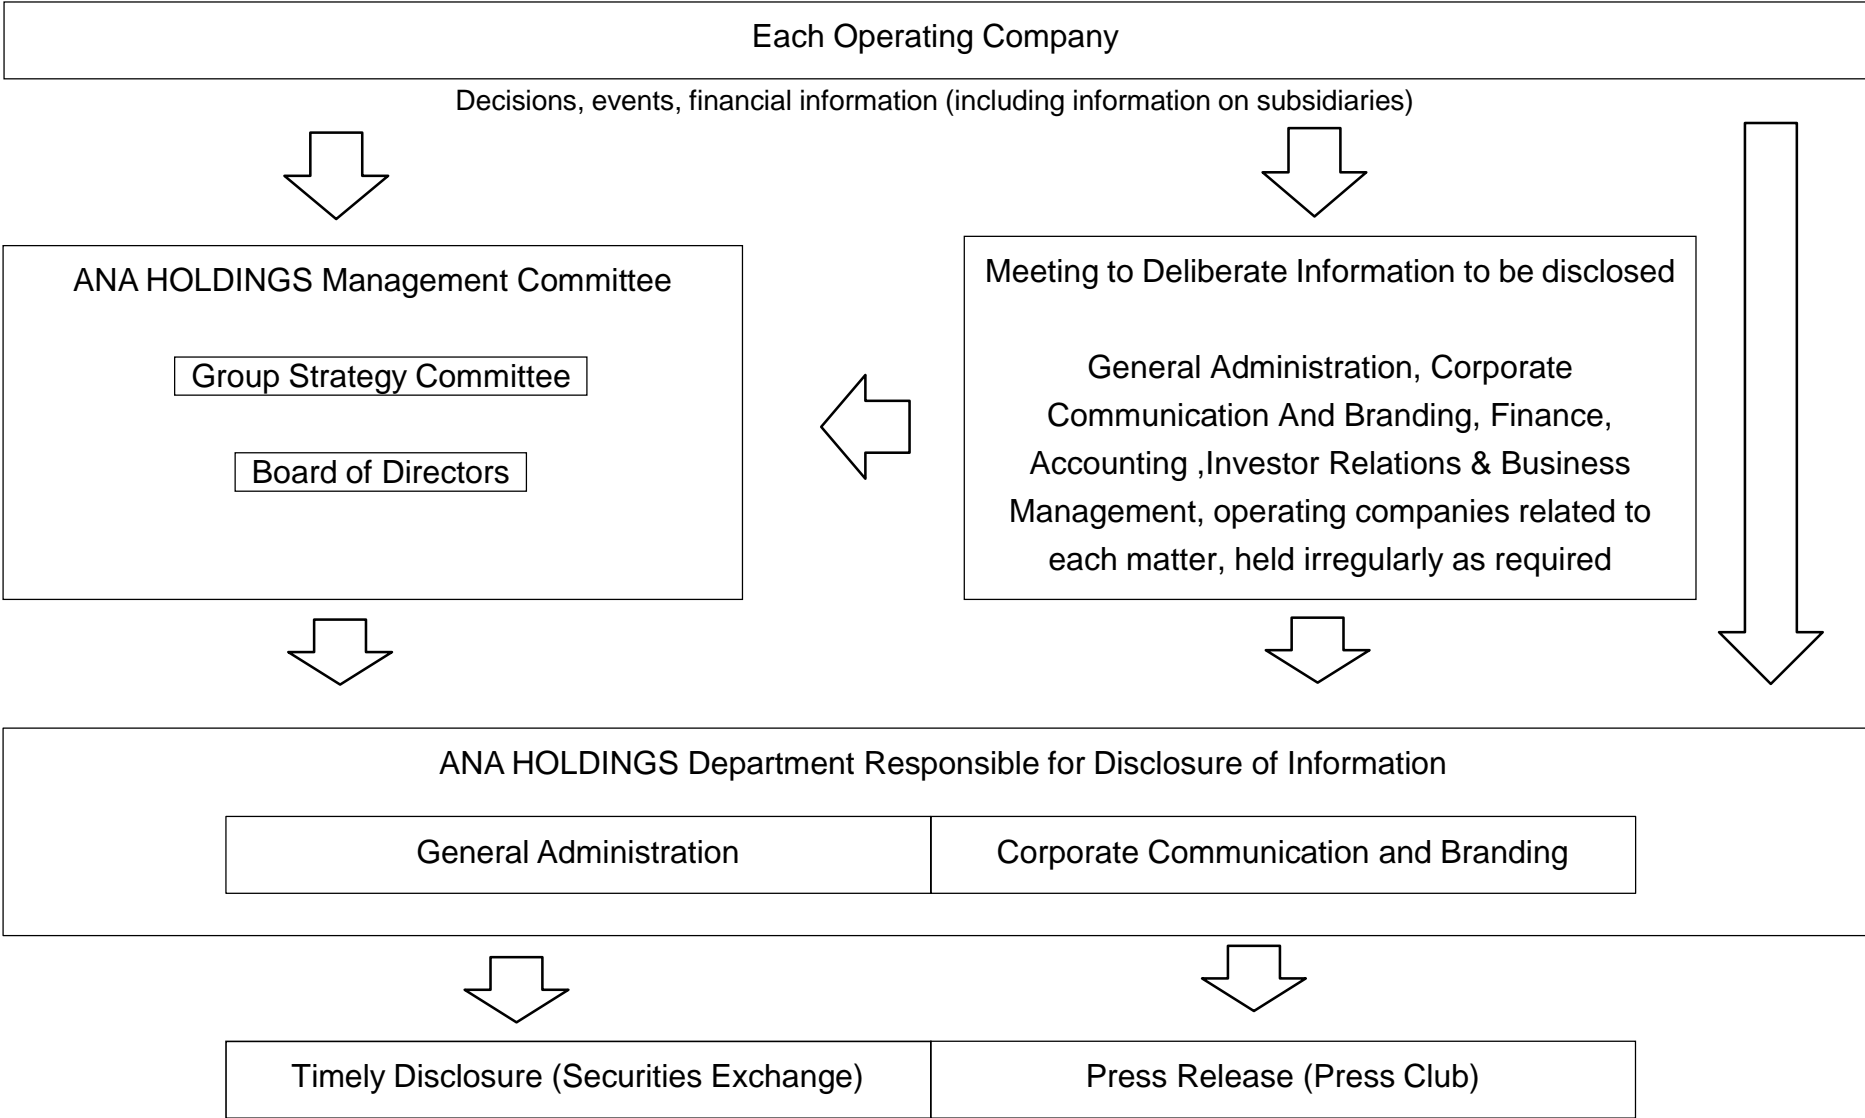 Each Operating Company
Decisions, events, financial information (including information on subsidiaries)
ANA HOLDINGS Management Committee
Group Strategy Committee
Board of Directors
Meeting to Deliberate Information to be disclosed
General Administration, Corporate
Communication And Branding, Finance,
Accounting ,Investor Relations & Business
Management, operating companies related to
each matter, held irregularly as required
ANA HOLDINGS Department Responsible for Disclosure of Information
General Administration
Corporate Communication and Branding
Timely Disclosure (Securities Exchange)
Press Release (Press Club)